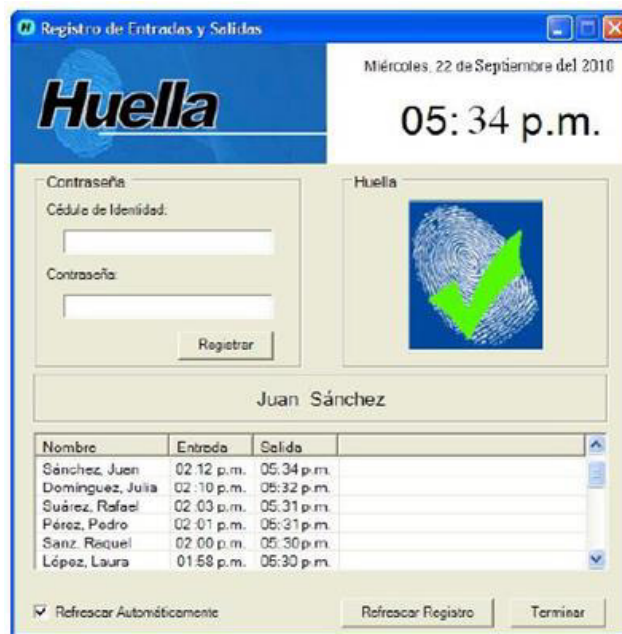 Registro de Entradas y Salidas
Miércoles, 22 de Septiembre del 2010
Huella
05: 34 p.m.
Contraseña
Huella
Cédula de Identidad:
Contraseña:
Registrar
Juan Sánchez
Nombre Entrada Salida
Sánchez, Juan 02:12 p.m. 05:34 p.m.
Domínguez, Julia 02:10 p.m. 05:32 p.m.
Suárez, Rafael 02:03 p.m. 05:31 p.m.
Pérez, Pedro 02:01 p.m. 05:31 p.m.
Sanz, Raquel 02:00 p.m. 05:30 p.m.
López, Laura 01:58 p.m. 05:30 p.m.
Refrescar Automáticamente Refrescar Registro Terminar